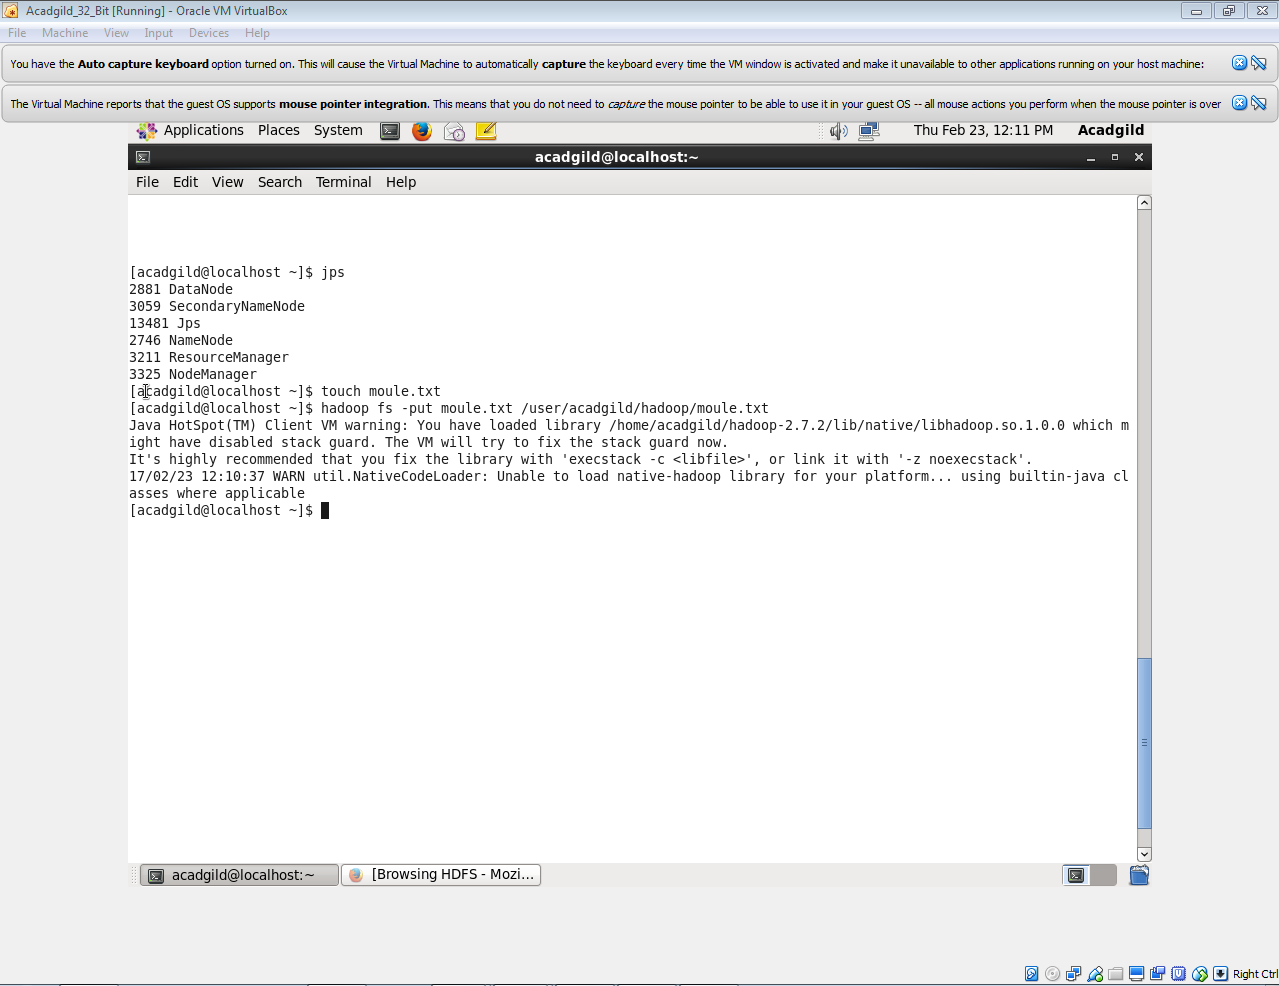 Acadgild_32_Bit [Running] - Oracle VM VirtualBox
File Machine View Input Devices Help
You have the Auto capture keyboard option turned on. This will cause the Virtual Machine to automatically capture the keyboard every time the VM window is activated and make it unavailable to other applications running on your host machine:
The Virtual Machine reports that the guest OS supports mouse pointer integration. This means that you do not need to capture the mouse pointer to be able to use it in your guest OS -- all mouse actions you perform when the mouse pointer is over
Applications Places System Thu Feb 23, 12:11 PM Acadgild
acadgild@localhost:~
File Edit View Search Terminal Help
[acadgild@localhost ~]$ jps
2881 DataNode
3059 SecondaryNameNode
13481 Jps
2746 NameNode
3211 ResourceManager
3325 NodeManager
[acadgild@localhost ~]$ touch moule.txt
[acadgild@localhost ~]$ hadoop fs -put moule.txt /user/acadgild/hadoop/moule.txt
Java HotSpot(TM) Client VM warning: You have loaded library /home/acadgild/hadoop-2.7.2/lib/native/libhadoop.so.1.0.0 which m
ight have disabled stack guard. The VM will try to fix the stack guard now.
It's highly recommended that you fix the library with 'execstack -c <libfile>', or link it with '-z noexecstack'.
17/02/23 12:10:37 WARN util.NativeCodeLoader: Unable to load native-hadoop library for your platform... using builtin-java cl
asses where applicable
[acadgild@localhost ~]$
acadgild@localhost:~ [Browsing HDFS - Mozi...
Right Ctrl